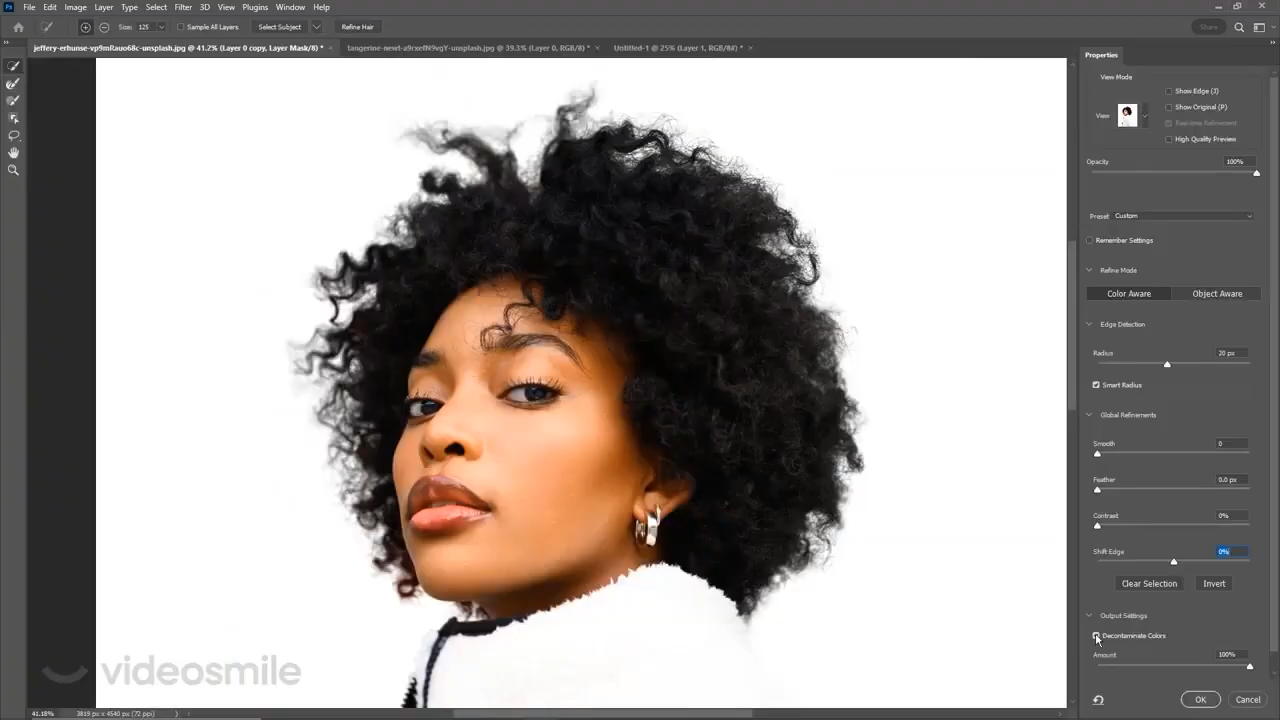 Ps File Edit Image Layer Type Select Filter 3D View Plugins Window Help
Size: 125 Sample All Layers Select Subject Refine Hair Share
jeffery-erhunse-vp9mRauo68c-unsplash.jpg @ 41.2% (Layer 0 copy, Layer Mask/8) * × tangerine-newt-a9rxefN9vgY-unsplash.jpg @ 39.3% (Layer 0, RGB/8) * × Untitled-1 @ 25% (Layer 1, RGB/8#) * ×
Properties
View Mode
Show Edge (J)
Show Original (P)
View
Real-time Refinement
High Quality Preview
Opacity 100%
Preset: Custom
Remember Settings
Refine Mode
Color Aware Object Aware
Edge Detection
Radius 20 px
Smart Radius
Global Refinements
Smooth 0
Feather 0.0 px
Contrast 0%
Shift Edge 0%
Clear Selection Invert
Output Settings
Decontaminate Colors
Amount 100%
videosmile
OK Cancel
41.18% 3819 px x 4540 px (72 ppi)